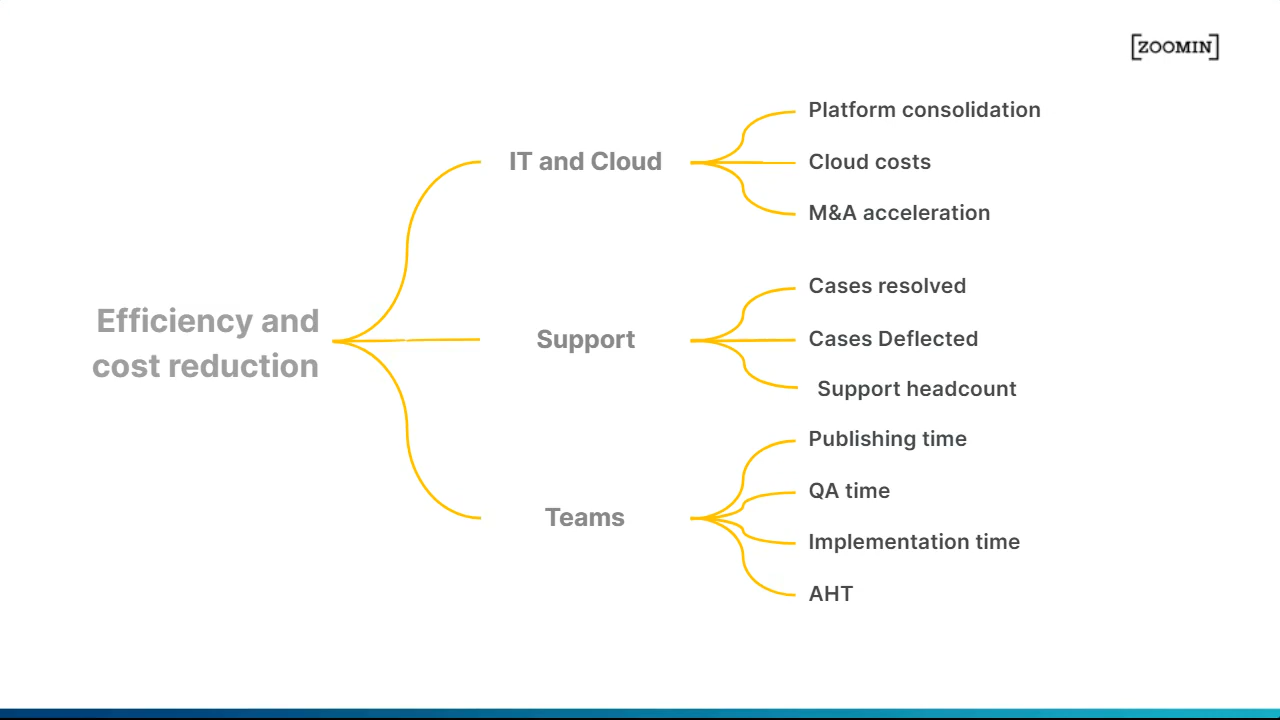 [ZOOMIN]
Efficiency and
cost reduction
IT and Cloud
Platform consolidation
Cloud costs
M&A acceleration
Support
Cases resolved
Cases Deflected
Support headcount
Teams
Publishing time
QA time
Implementation time
AHT